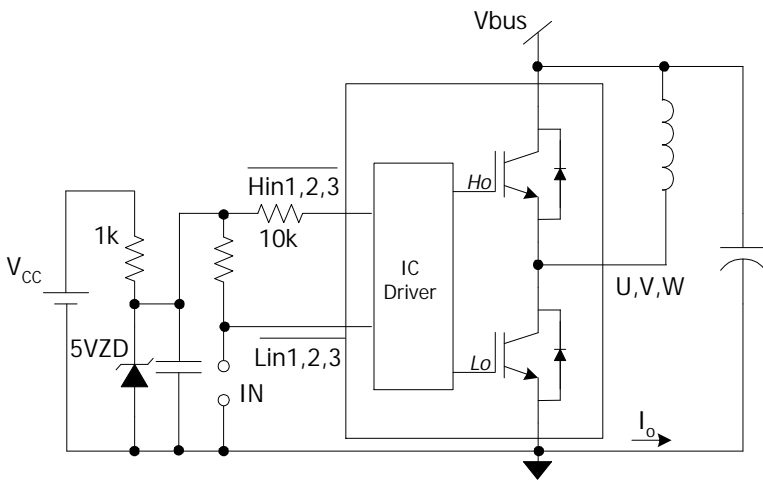 Vbus
Hin1,2,3
Ho
1k
10k
VCC
IC
Driver
U,V,W
5VZD
Lin1,2,3
Lo
IN
Io